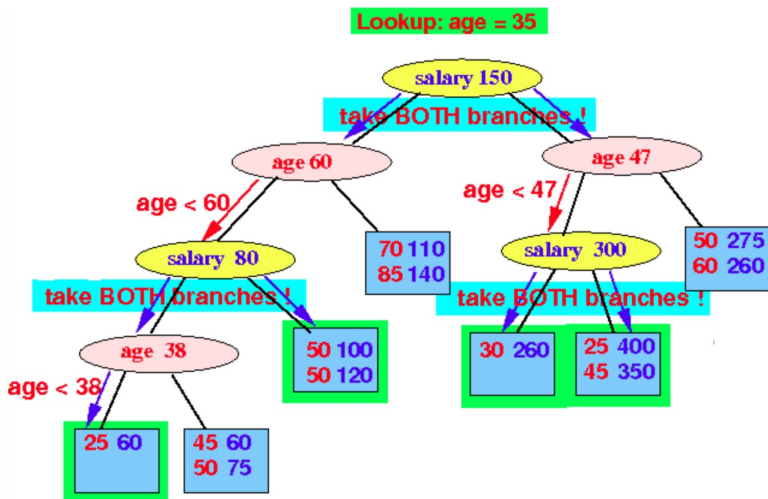 Lookup: age = 35
salary 150
take BOTH branches !
age 60
age 47
age < 60
age < 47
70 110
85 140
50 275
60 260
salary 80
salary 300
take BOTH branches !
take BOTH branches !
age 38
50 100
50 120
30 260
25 400
45 350
age < 38
25 60
45 60
50 75